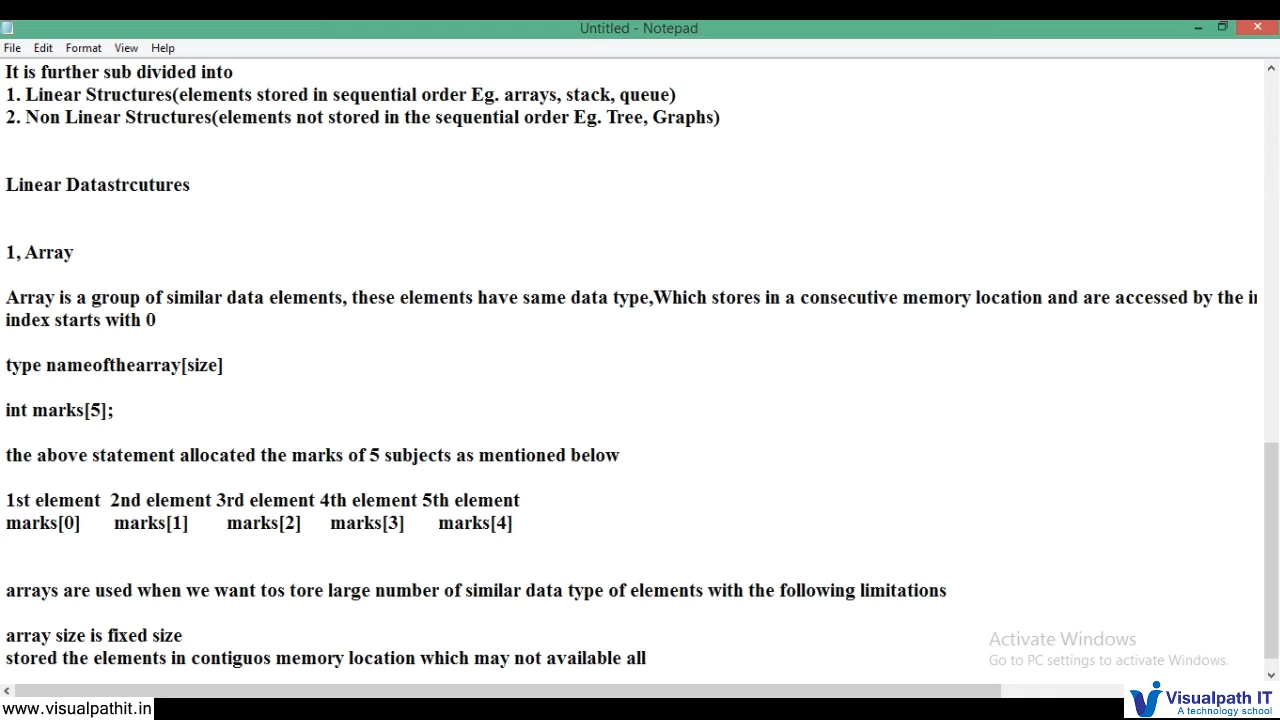 Untitled - Notepad
File Edit Format View Help
It is further sub divided into
1. Linear Structures(elements stored in sequential order Eg. arrays, stack, queue)
2. Non Linear Structures(elements not stored in the sequential order Eg. Tree, Graphs)
Linear Datastrcutures
1, Array
Array is a group of similar data elements, these elements have same data type,Which stores in a consecutive memory location and are accessed by the
index starts with 0
type nameofthearray[size]
int marks[5];
the above statement allocated the marks of 5 subjects as mentioned below
1st element 2nd element 3rd element 4th element 5th element
marks[0] marks[1] marks[2] marks[3] marks[4]
arrays are used when we want tos tore large number of similar data type of elements with the following limitations
array size is fixed size
stored the elements in contiguos memory location which may not available all
Activate Windows
Go to PC settings to activate Windows.
www.visualpathit.in
Visualpath IT
A technology school